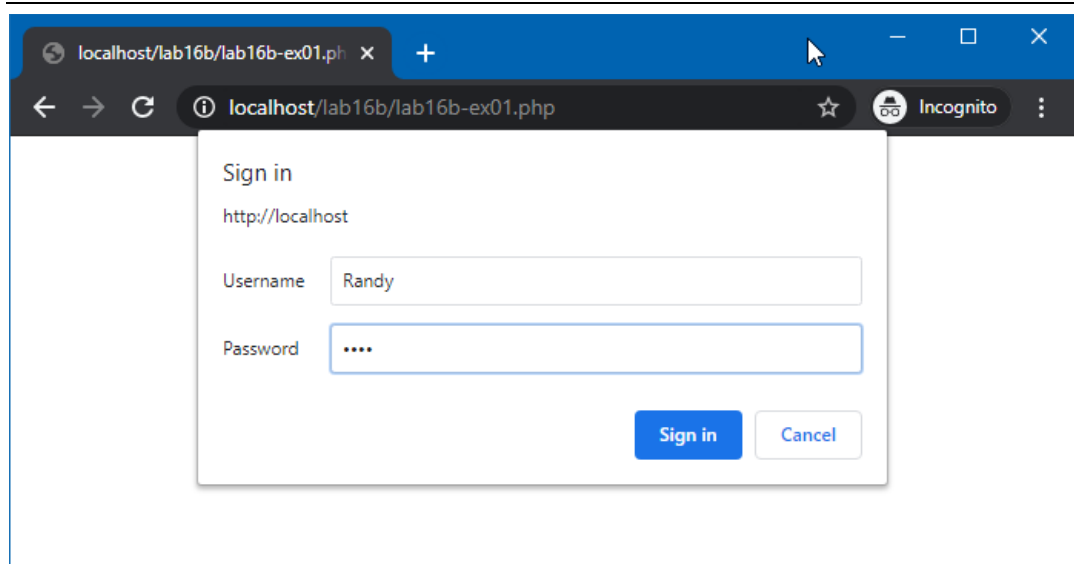 localhost/lab16b/lab16b-ex01.ph
localhost/lab16b/lab16b-ex01.php
Incognito
Sign in
http://localhost
Username Randy
Password ••••
Sign in Cancel